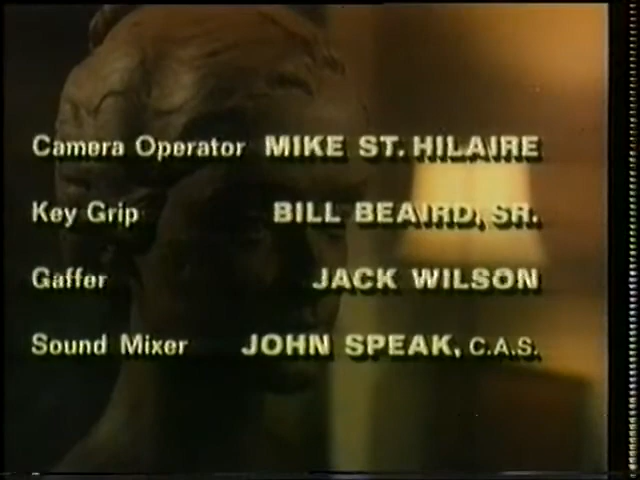 Camera Operator MIKE ST. HILAIRE
Key Grip BILL BEAIRD, SR.
Gaffer JACK WILSON
Sound Mixer JOHN SPEAK, C.A.S.